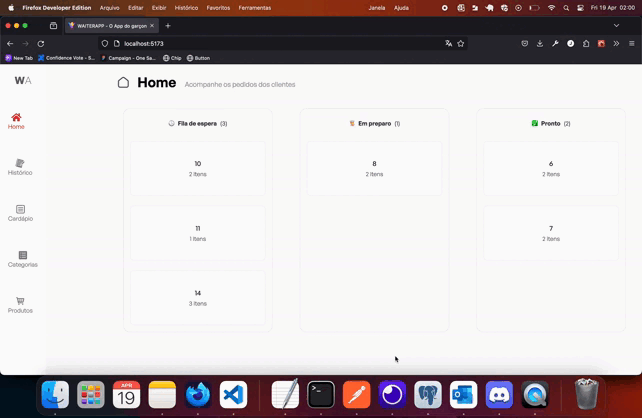 Firefox Developer Edition Arquivo Editar Exibir Histórico Favoritos Ferramentas Janela Ajuda Fri 19 Apr 02:00
WAITERAPP - O App do garçon
localhost:5173
New Tab Confidence Vota - S... Campaign - One Sa... Chip Button
WA
Home Acompanhe os pedidos dos clientes
Home
Histórico
Cardápio
Categorias
Produtos
Fila de espera (3)
10
2 Itens
11
1 Itens
14
3 Itens
Em preparo (1)
8
2 Itens
Pronto (2)
6
2 Itens
7
2 Itens
APR
19